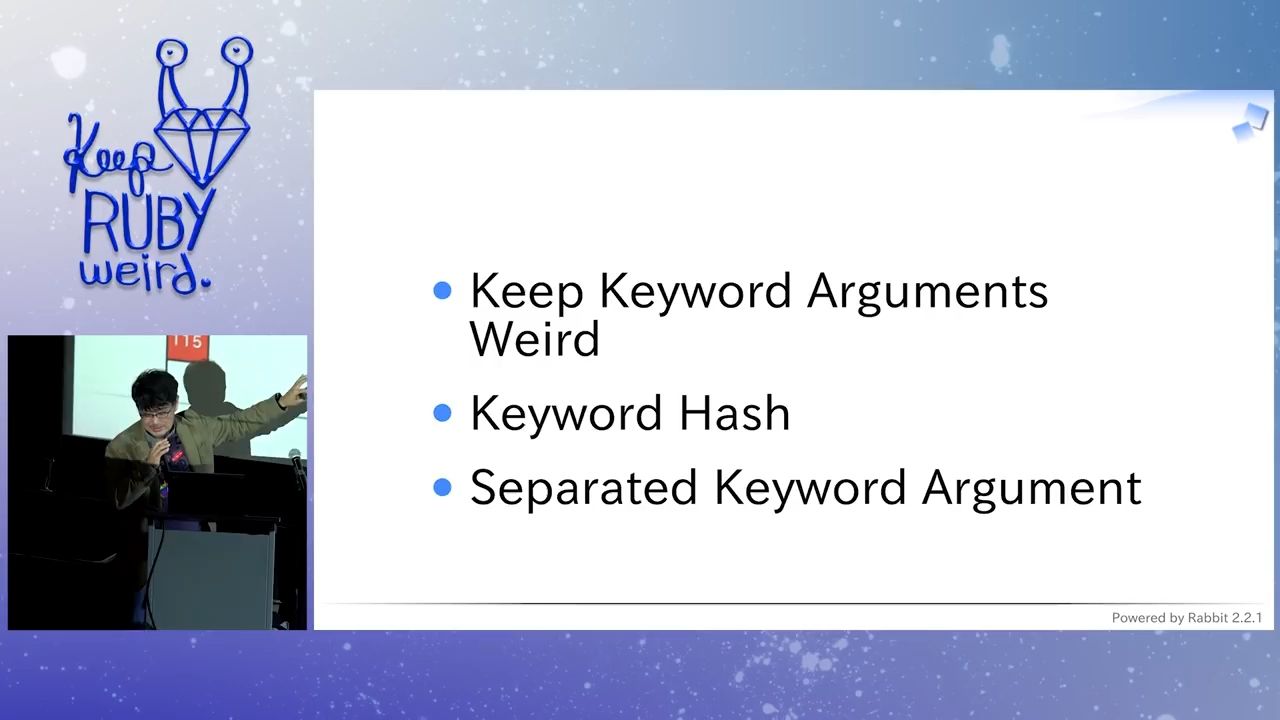 Keep
RUBY
weird.
115
Keep Keyword Arguments
Weird
Keyword Hash
Separated Keyword Argument
Powered by Rabbit 2.2.1